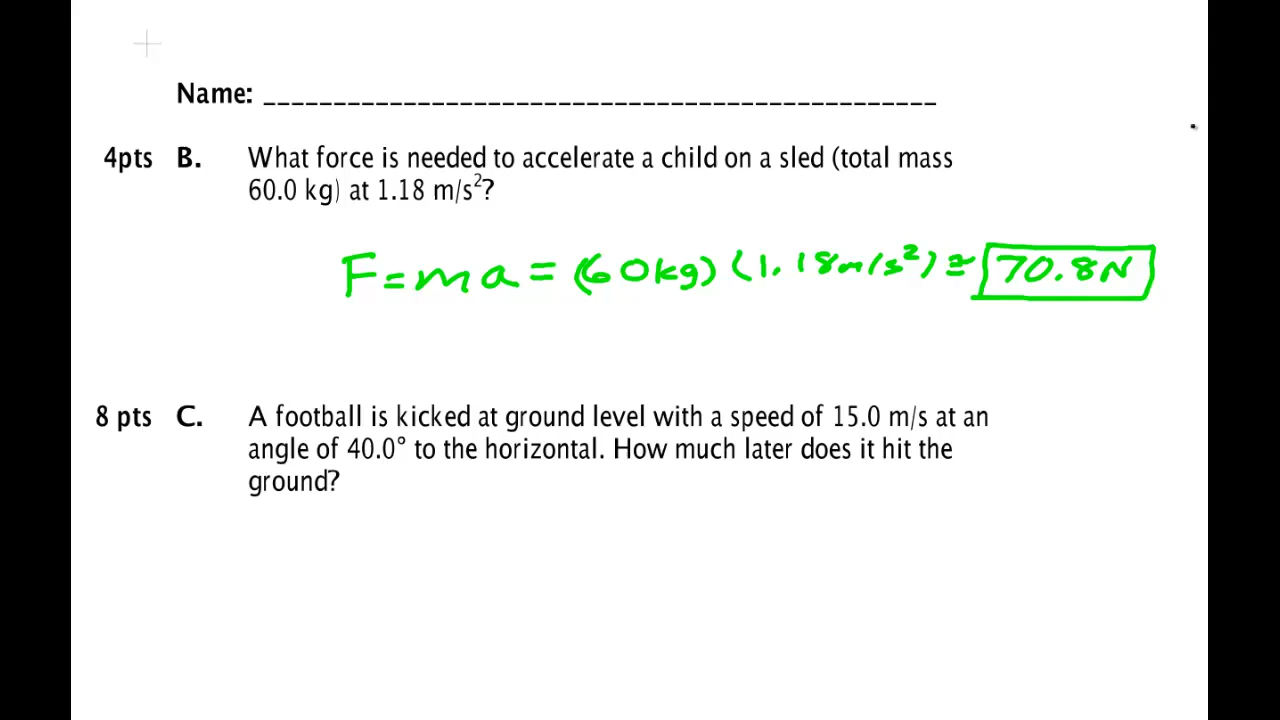 Name: ________________________________________________
4pts B. What force is needed to accelerate a child on a sled (total mass
60.0 kg) at 1.18 m/s²?
F = ma = (60kg) (1.18m/s²) ≅ 70.8N
8 pts C. A football is kicked at ground level with a speed of 15.0 m/s at an
angle of 40.0° to the horizontal. How much later does it hit the
ground?